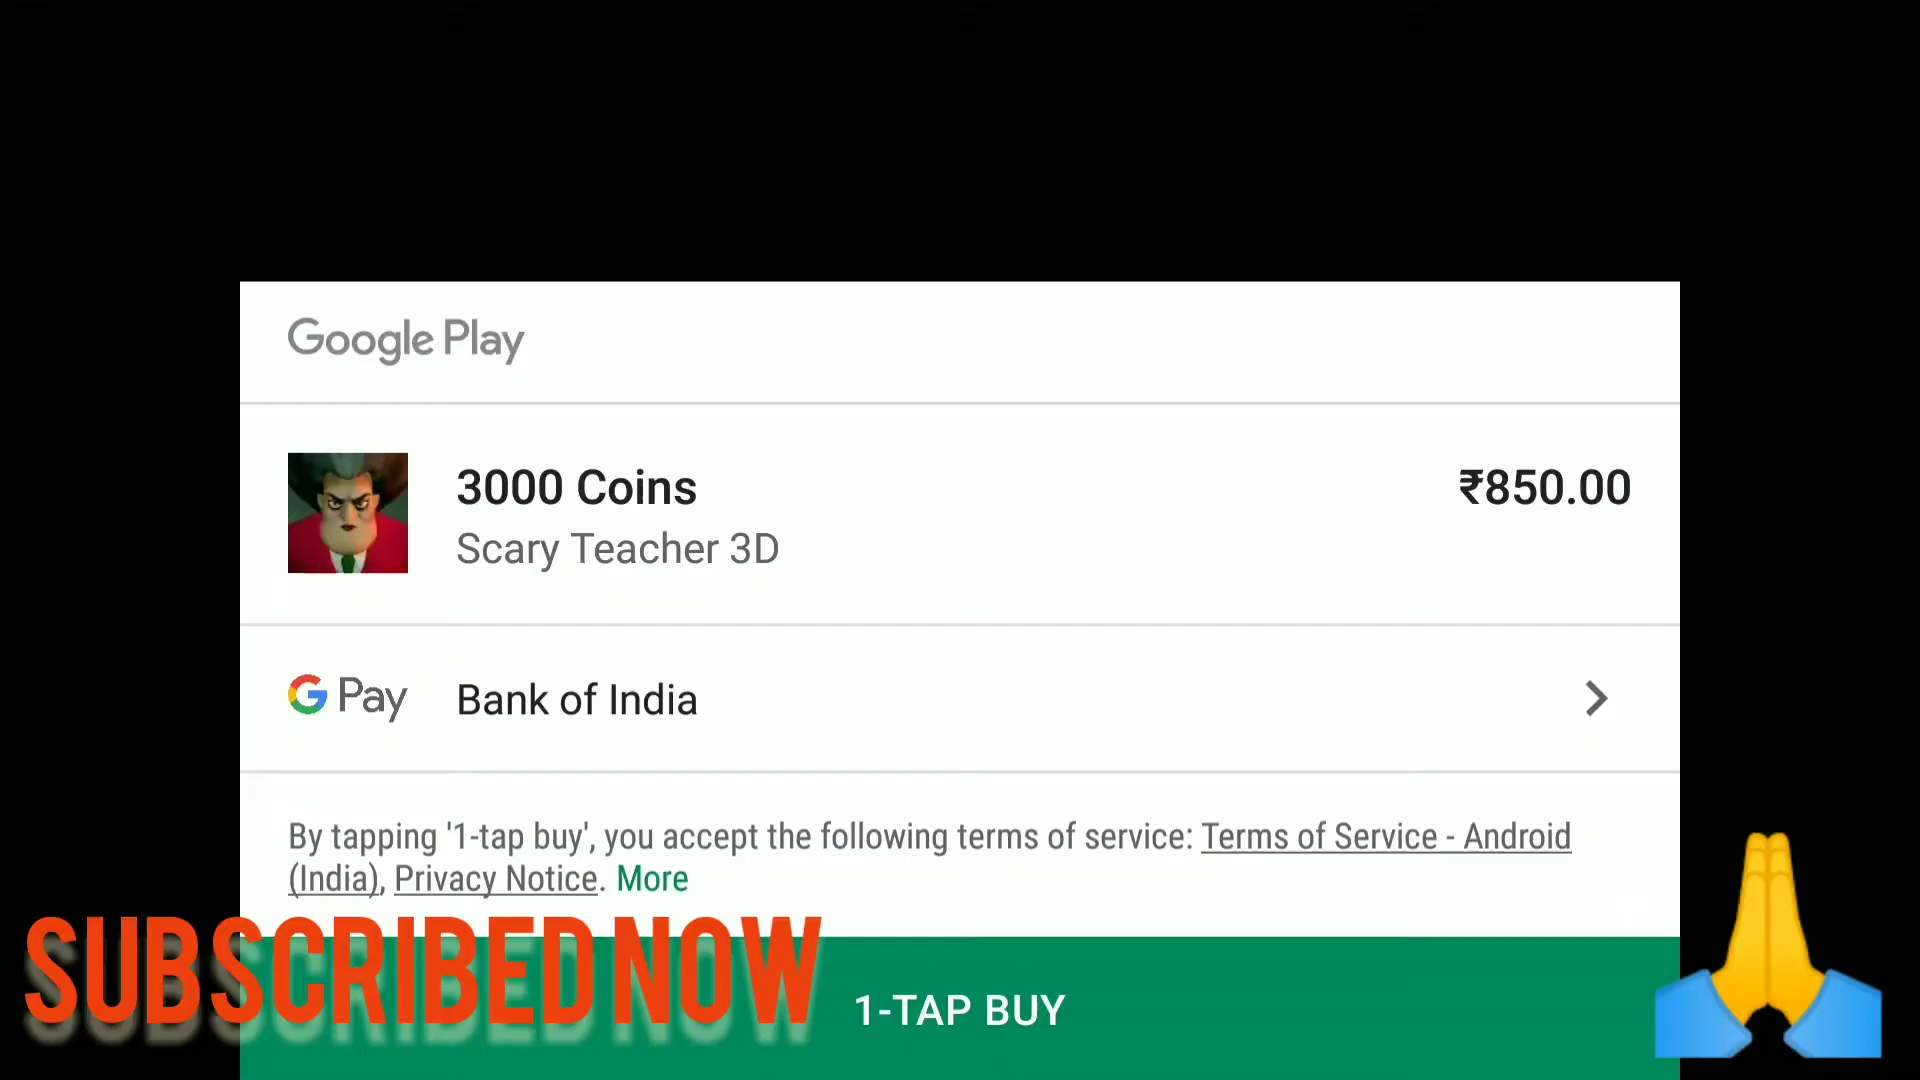 Google Play
3000 Coins
₹850.00
Scary Teacher 3D
G Pay
Bank of India
By tapping '1-tap buy', you accept the following terms of service: Terms of Service - Android
(India), Privacy Notice. More
SUBSCRIBED NOW
1-TAP BUY